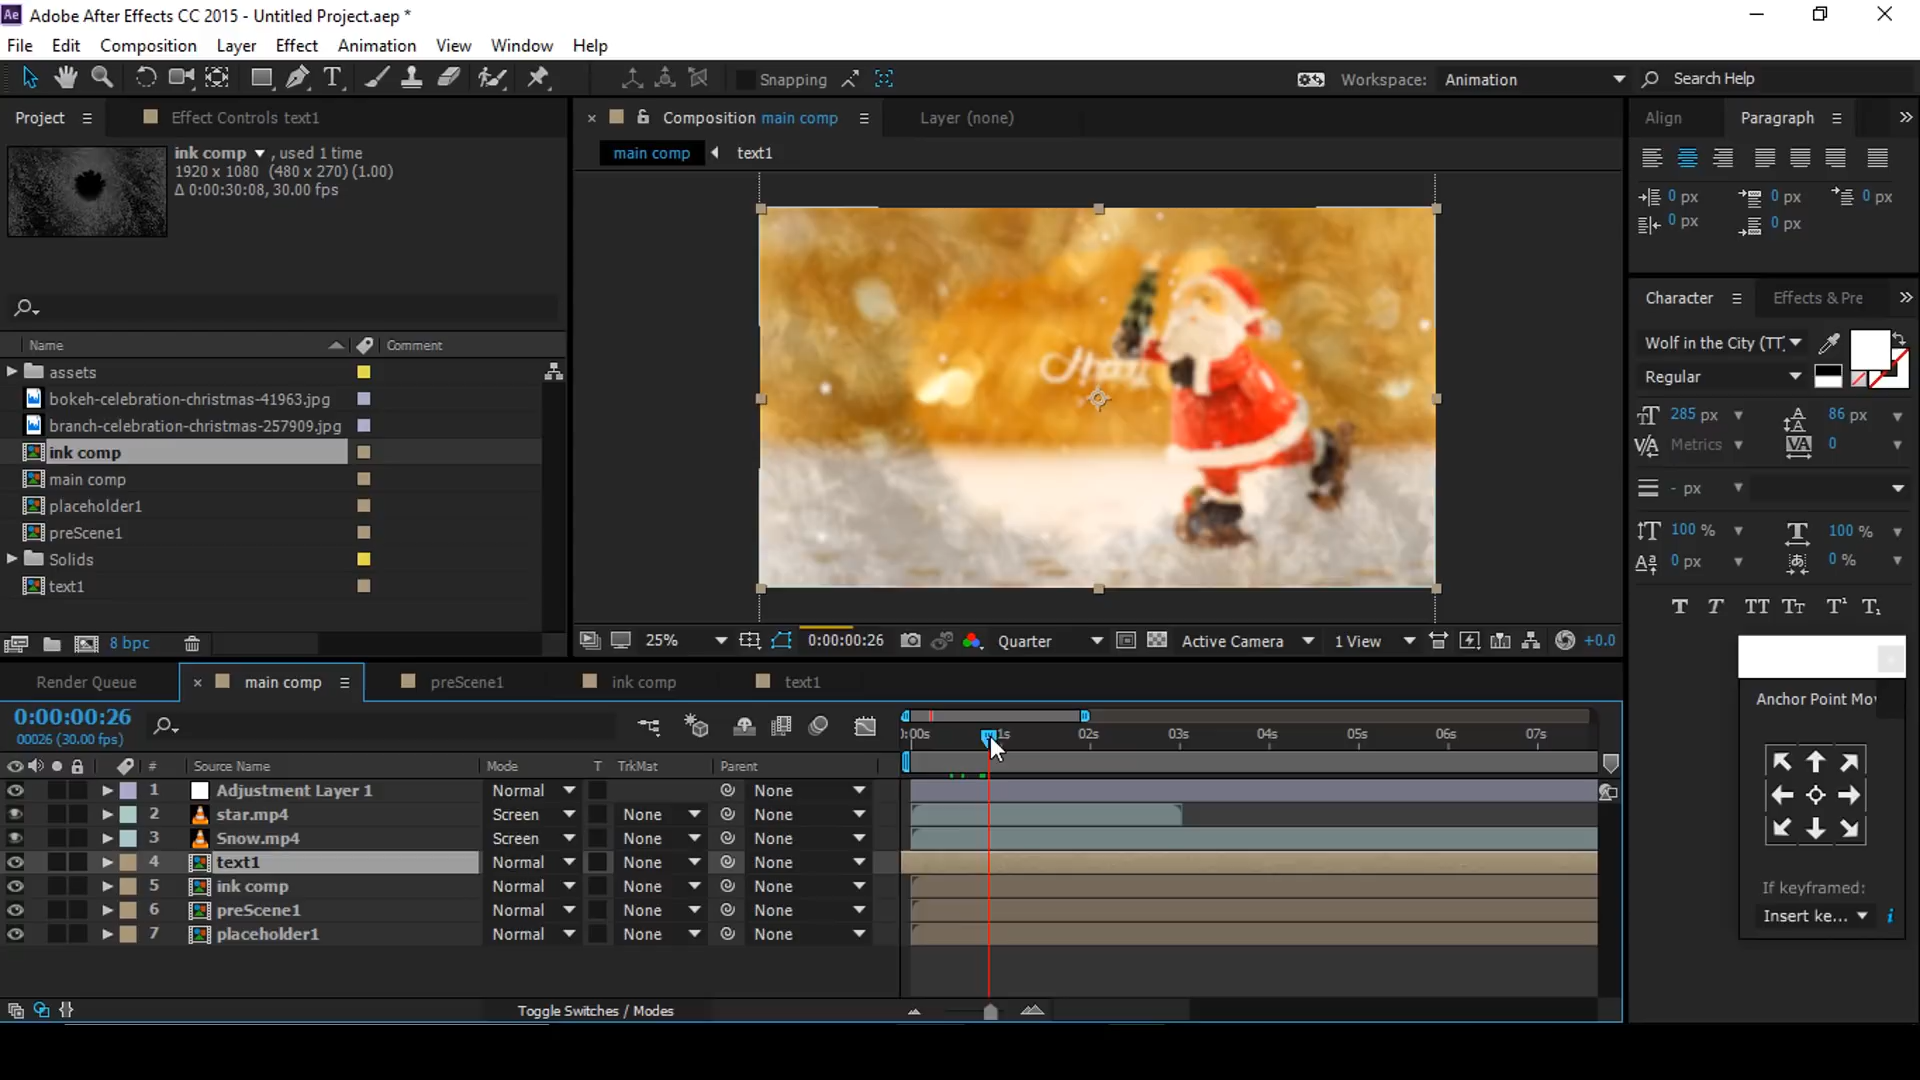 Ae Adobe After Effects CC 2015 - Untitled Project.aep *
File Edit Composition Layer Effect Animation View Window Help
Snapping
Workspace: Animation
Search Help
Project
Effect Controls text1
ink comp , used 1 time
1920 x 1080 (480 x 270) (1.00)
Δ 0:00:30:08, 30.00 fps
Name Comment
assets
bokeh-celebration-christmas-41963.jpg
branch-celebration-christmas-257909.jpg
ink comp
main comp
placeholder1
preScene1
Solids
text1
8 bpc
Composition main comp
Layer (none)
main comp text1
25% 0:00:00:26 Quarter Active Camera 1 View +0.0
Align Paragraph
0 px 0 px 0 px
0 px 0 px
Character Effects & Pre
Wolf in the City (TT
Regular
285 px 86 px
Metrics 0
- px
100 % 100 %
0 px 0 %
T T TT Tt T¹ T₁
Anchor Point Mo
If keyframed:
Insert ke...
Render Queue main comp preScene1 ink comp text1
0:00:00:26
00026 (30.00 fps)
:00s 1s 02s 03s 04s 05s 06s 07s
# Source Name Mode T TrkMat Parent
1 Adjustment Layer 1 Normal None
2 star.mp4 Screen None None
3 Snow.mp4 Screen None None
4 text1 Normal None None
5 ink comp Normal None None
6 preScene1 Normal None None
7 placeholder1 Normal None None
Toggle Switches / Modes